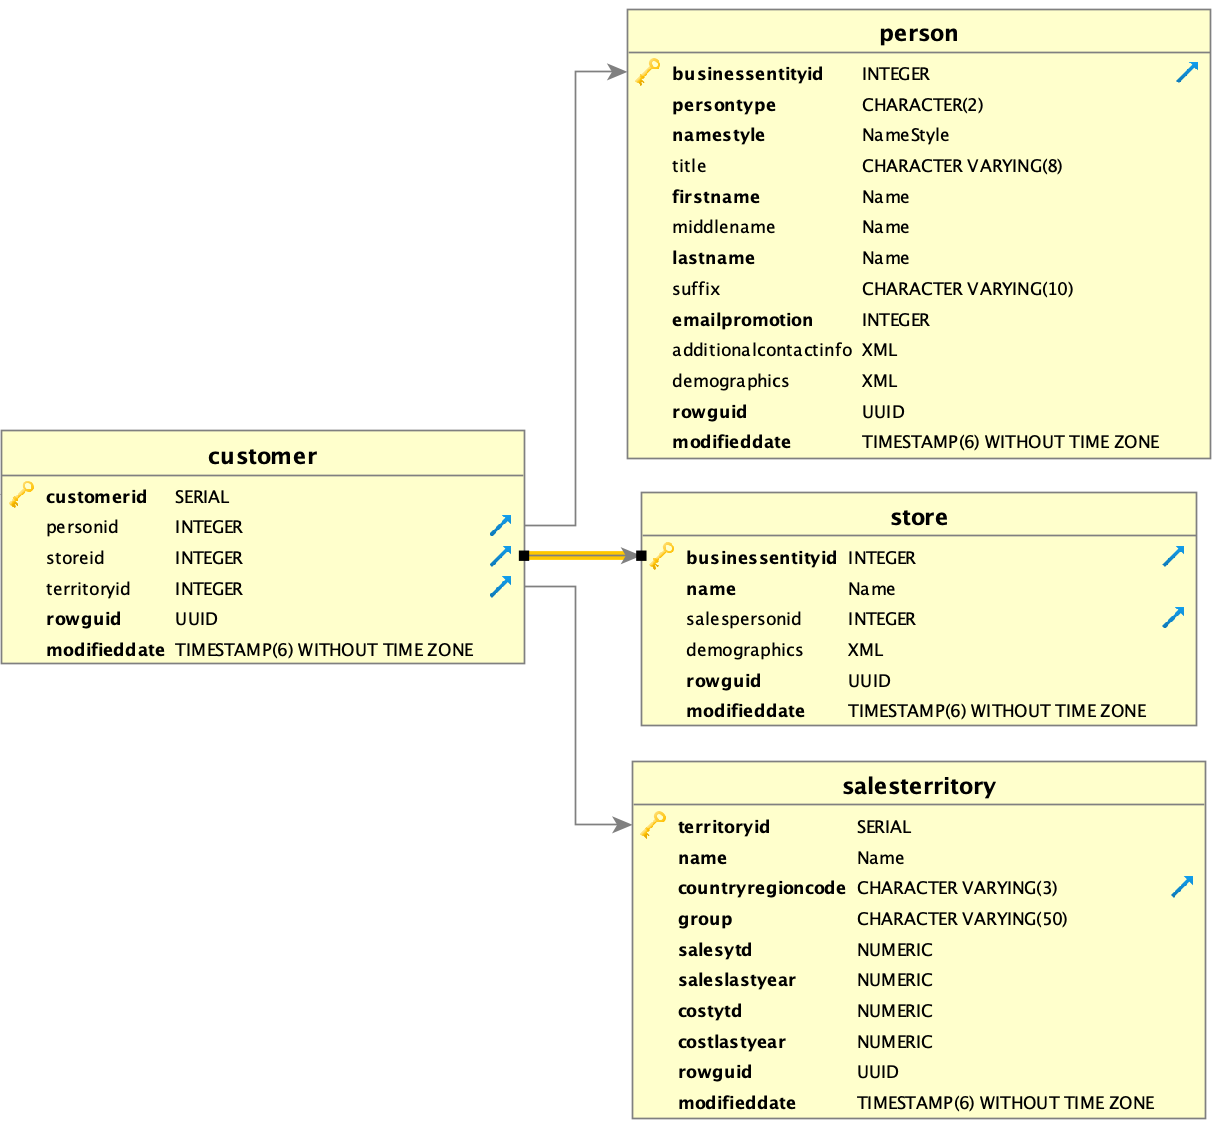 person
businessentityid INTEGER
persontype CHARACTER(2)
namestyle NameStyle
title CHARACTER VARYING(8)
firstname Name
middlename Name
lastname Name
suffix CHARACTER VARYING(10)
emailpromotion INTEGER
additionalcontactinfo XML
demographics XML
rowguid UUID
modifieddate TIMESTAMP(6) WITHOUT TIME ZONE
customer
customerid SERIAL
personid INTEGER
storeid INTEGER
territoryid INTEGER
rowguid UUID
modifieddate TIMESTAMP(6) WITHOUT TIME ZONE
store
businessentityid INTEGER
name Name
salespersonid INTEGER
demographics XML
rowguid UUID
modifieddate TIMESTAMP(6) WITHOUT TIME ZONE
salesterritory
territoryid SERIAL
name Name
countryregioncode CHARACTER VARYING(3)
group CHARACTER VARYING(50)
salesytd NUMERIC
saleslastyear NUMERIC
costytd NUMERIC
costlastyear NUMERIC
rowguid UUID
modifieddate TIMESTAMP(6) WITHOUT TIME ZONE